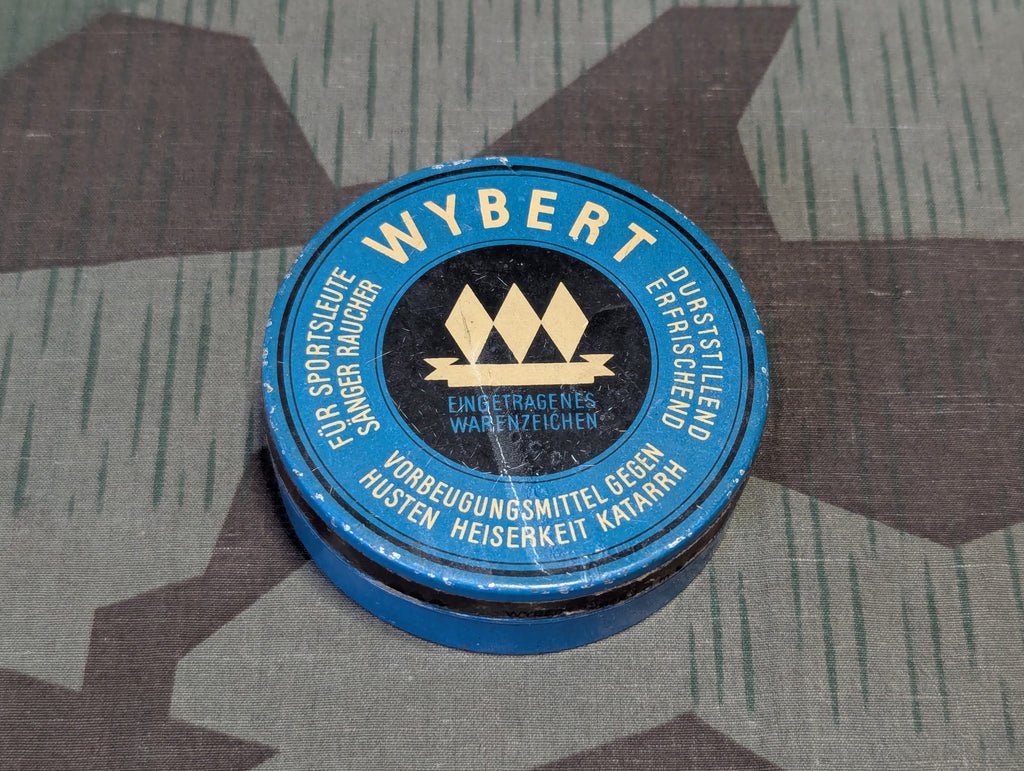 WYBERT
FÜR SPORTSLEUTE
SÄNGER RAUCHER
DURSTSTILLEND
ERFRISCHEND
EINGETRAGENES
WARENZEICHEN
VORBEUGUNGSMITTEL GEGEN
HUSTEN HEISERKEIT KATARRH